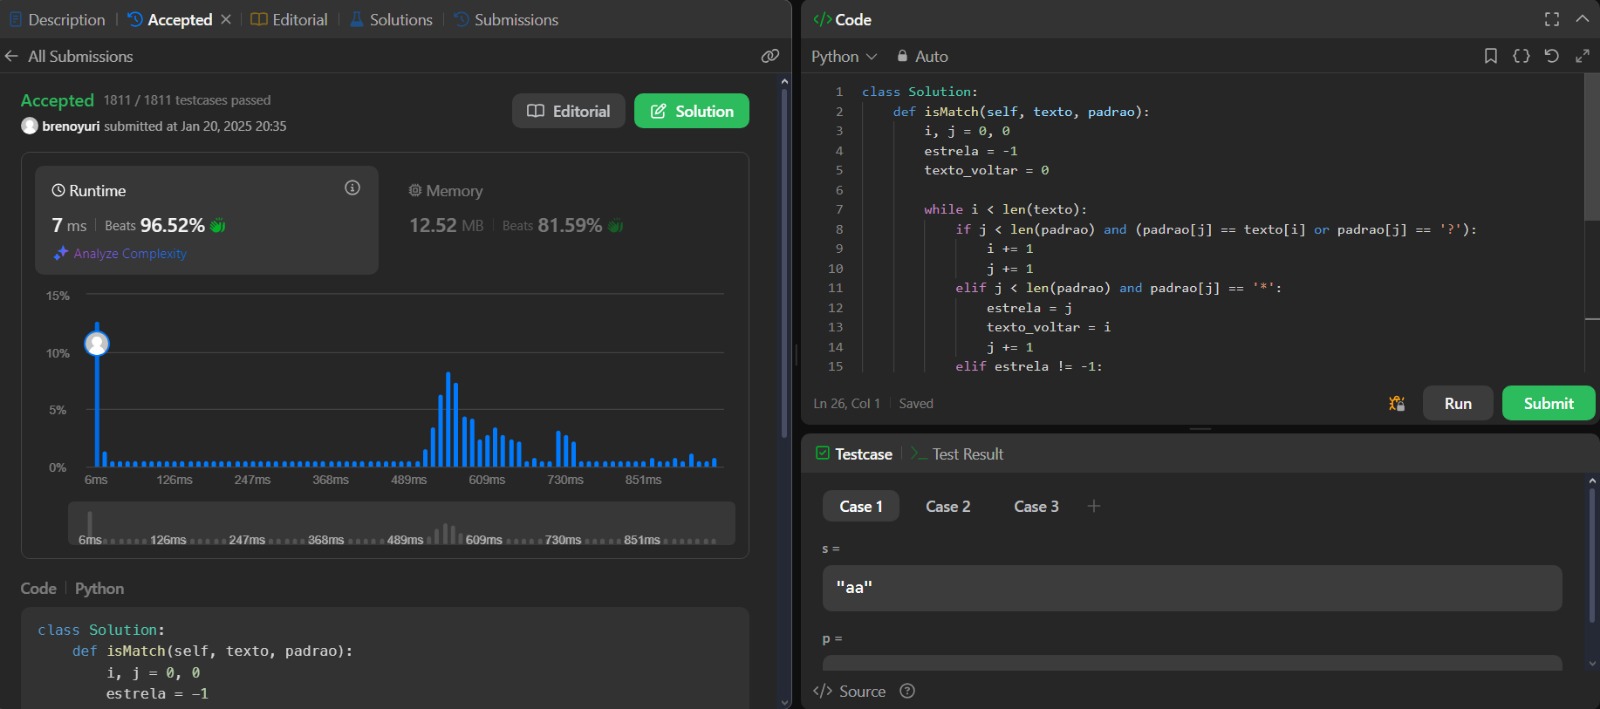 Description
Accepted
Editorial
Solutions
Submissions
All Submissions
Accepted 1811 / 1811 testcases passed
brenoyuri submitted at Jan 20, 2025 20:35
Editorial
Solution
Runtime
7 ms Beats 96.52%
Analyze Complexity
Memory
12.52 MB Beats 81.59%
15%
10%
5%
0%
6ms 126ms 247ms 368ms 489ms 609ms 730ms 851ms
6ms 126ms 247ms 368ms 489ms 609ms 730ms 851ms
Code Python
class Solution:
    def isMatch(self, texto, padrao):
        i, j = 0, 0
        estrela = -1
</> Code
Python Auto
1 class Solution:
2     def isMatch(self, texto, padrao):
3         i, j = 0, 0
4         estrela = -1
5         texto_voltar = 0
6
7         while i < len(texto):
8             if j < len(padrao) and (padrao[j] == texto[i] or padrao[j] == '?'):
9                 i += 1
10                 j += 1
11             elif j < len(padrao) and padrao[j] == '*':
12                 estrela = j
13                 texto_voltar = i
14                 j += 1
15             elif estrela != -1:
Ln 26, Col 1 Saved
Run
Submit
Testcase
Test Result
Case 1 Case 2 Case 3 +
s =
"aa"
p =
</> Source